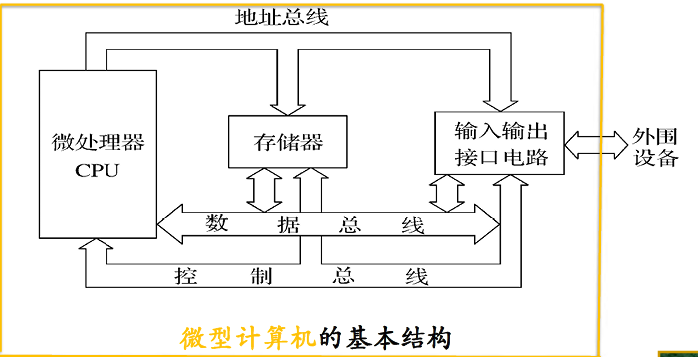 地址总线
微处理器
CPU
存储器
输入输出
接口电路
外围
设备
数据总线
控制总线
微型计算机的基本结构